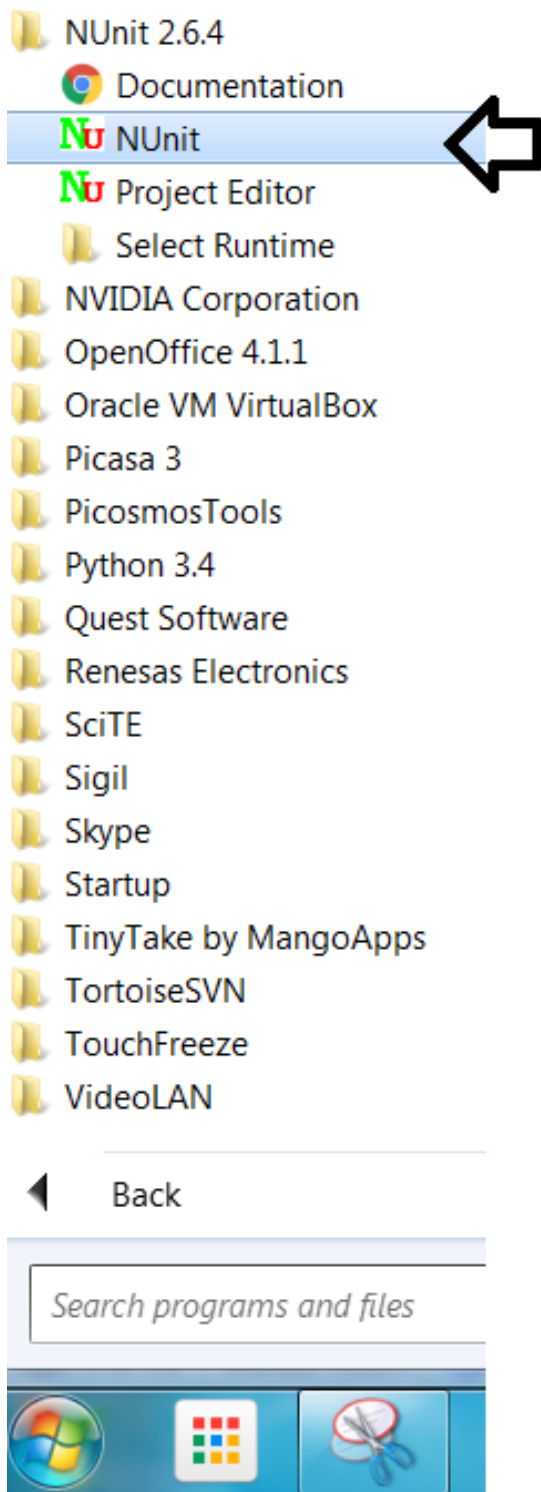 NUnit 2.6.4
Documentation
NU NUnit
NU Project Editor
Select Runtime
NVIDIA Corporation
OpenOffice 4.1.1
Oracle VM VirtualBox
Picasa 3
PicosmosTools
Python 3.4
Quest Software
Renesas Electronics
SciTE
Sigil
Skype
Startup
TinyTake by MangoApps
TortoiseSVN
TouchFreeze
VideoLAN
Back
Search programs and files